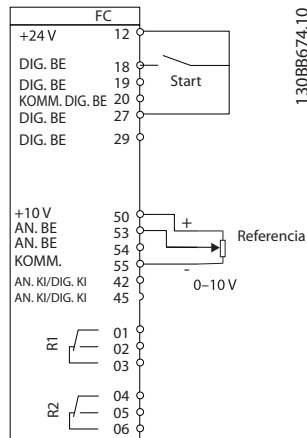 FC
+24 V 12
DIG. BE 18
DIG. BE 19
KOMM. DIG. BE 20
DIG. BE 27
DIG. BE 29
Start
+10 V 50
AN. BE 53
AN. BE 54
KOMM. 55
AN. KI/DIG. KI 42
AN. KI/DIG. KI 45
+
-
Referencia
0–10 V
R1
01
02
03
R2
04
05
06
130BB674.10